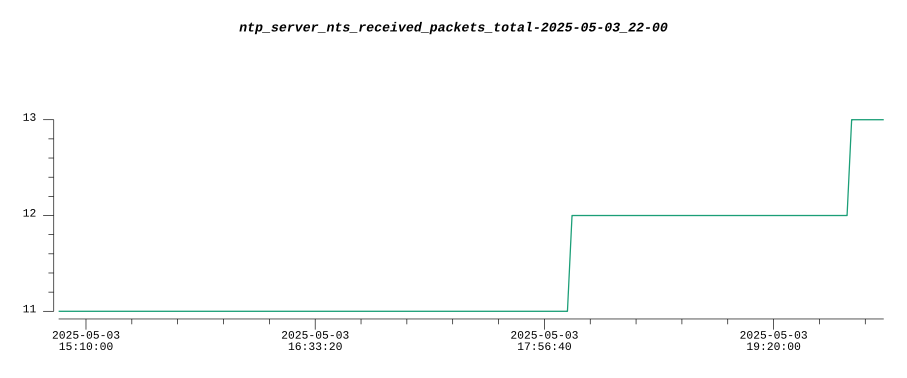 ntp_server_nts_received_packets_total-2025-05-03_22-00
13
12
11
2025-05-03 2025-05-03 2025-05-03 2025-05-03
15:10:00 16:33:20 17:56:40 19:20:00